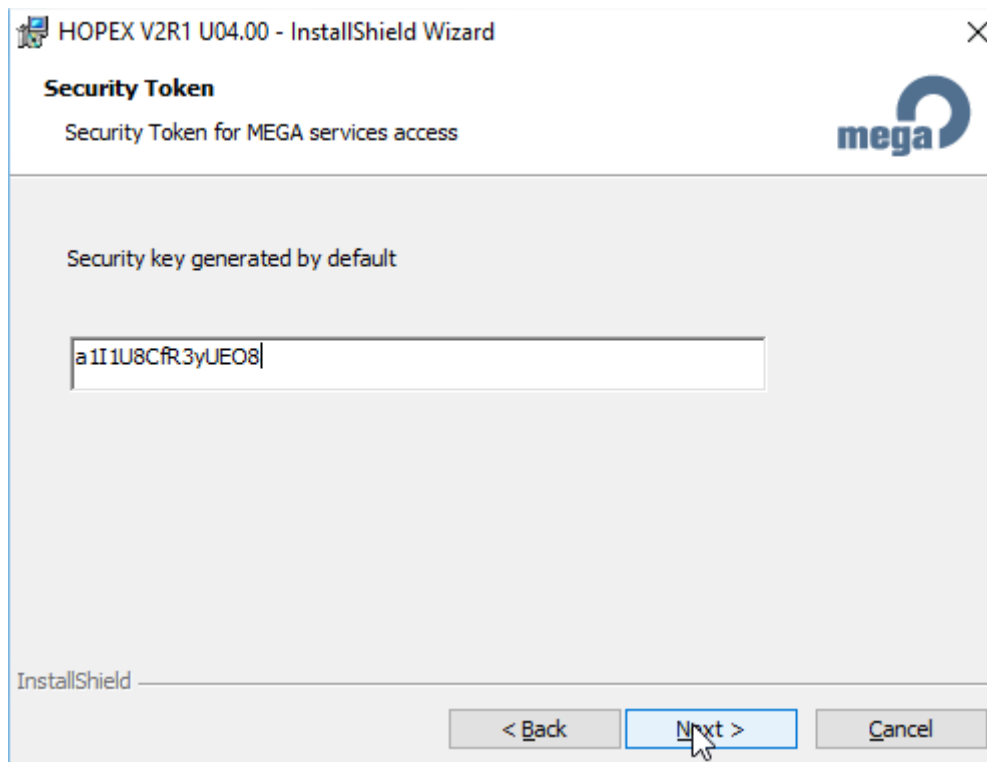 HOPEX V2R1 U04.00 - InstallShield Wizard
Security Token
Security Token for MEGA services access
mega
Security key generated by default
a1I1U8CfR3yUEO8
InstallShield
< Back
Next >
Cancel